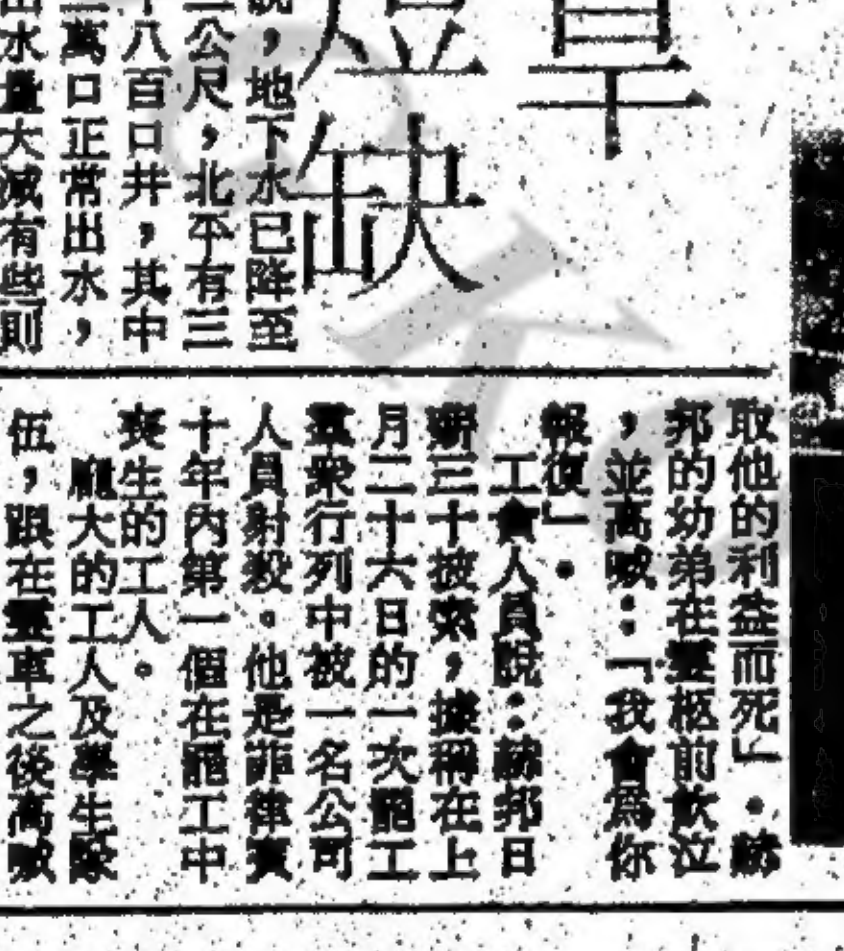 旱
缺
說，地下水已降至
公尺，北平有三
八百口井，其中
萬口正常出水，
出水量大減有些則
取他的利益而死」。
邦的幼弟在靈柩前飲泣
，並高喊：「我會為你
報復」。
工會人員說：邦日
三十被，據稱在上
月二十六日的一次罷工
羣眾行列中被一名公司
人員射殺。他是菲律賓
十年內第一個在罷工中
喪生的工人。
龐大的工人及學生隊
伍，跟在靈車之後高喊